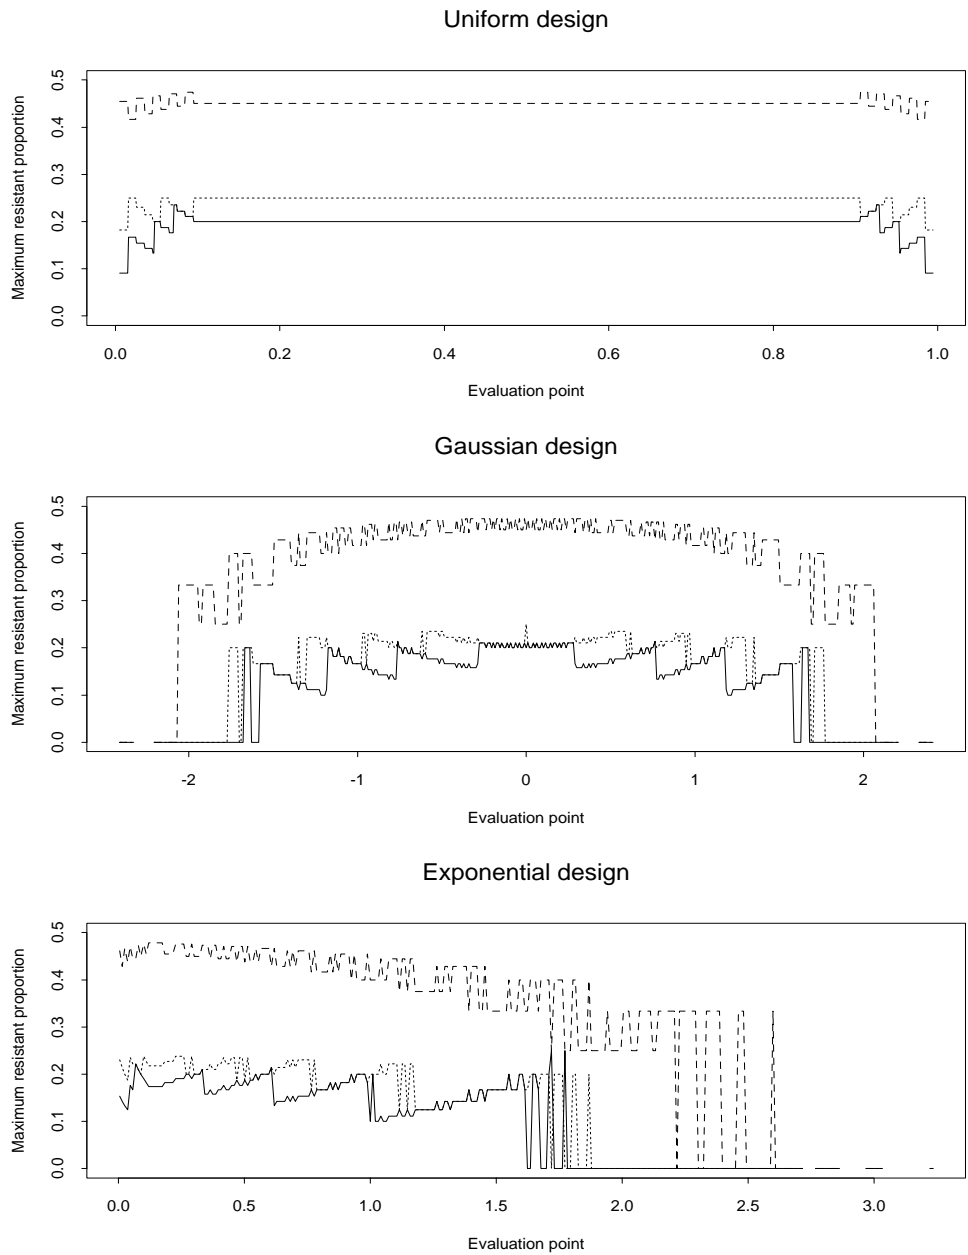 Uniform design
Maximum resistant proportion
0.0 0.1 0.2 0.3 0.4 0.5
0.0 0.2 0.4 0.6 0.8 1.0
Evaluation point
Gaussian design
Maximum resistant proportion
0.0 0.1 0.2 0.3 0.4 0.5
-2 -1 0 1 2
Evaluation point
Exponential design
Maximum resistant proportion
0.0 0.1 0.2 0.3 0.4 0.5
0.0 0.5 1.0 1.5 2.0 2.5 3.0
Evaluation point